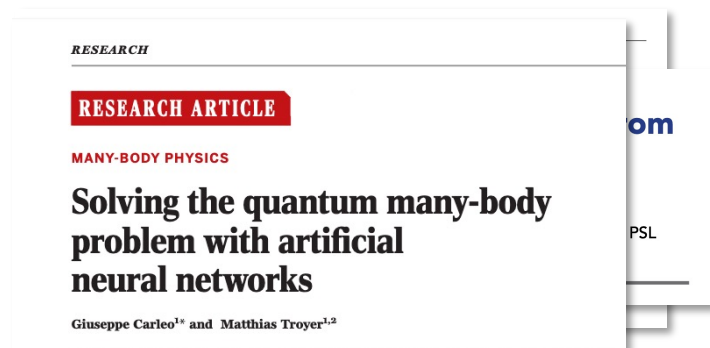 RESEARCH
RESEARCH ARTICLE
MANY-BODY PHYSICS
Solving the quantum many-body
problem with artificial
neural networks
Giuseppe Carleo¹* and Matthias Troyer¹,²
om
PSL